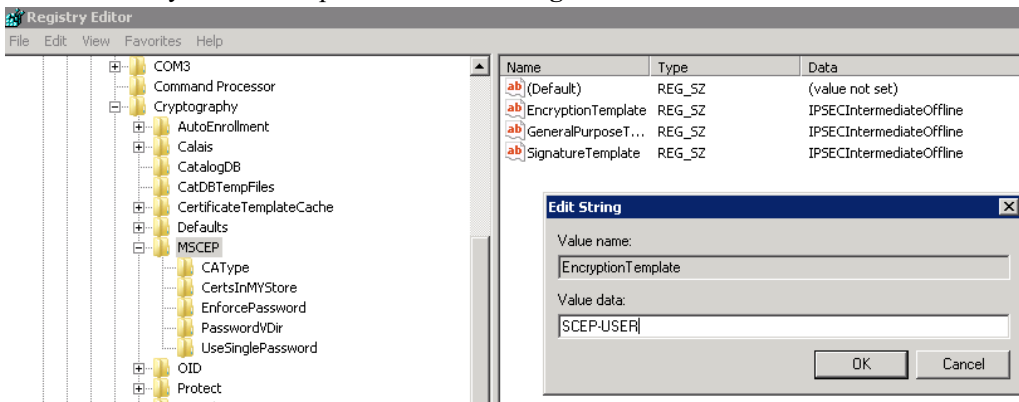 Registry Editor
File Edit View Favorites Help
COM3
Command Processor
Cryptography
AutoEnrollment
Calais
CatalogDB
CatDBTempFiles
CertificateTemplateCache
Defaults
MSCEP
CAType
CertsInMYStore
EnforcePassword
PasswordVDir
UseSinglePassword
OID
Protect
Name Type Data
(Default) REG_SZ (value not set)
EncryptionTemplate REG_SZ IPSECIntermediateOffline
GeneralPurposeT... REG_SZ IPSECIntermediateOffline
SignatureTemplate REG_SZ IPSECIntermediateOffline
Edit String
Value name:
EncryptionTemplate
Value data:
SCEP-USER
OK Cancel